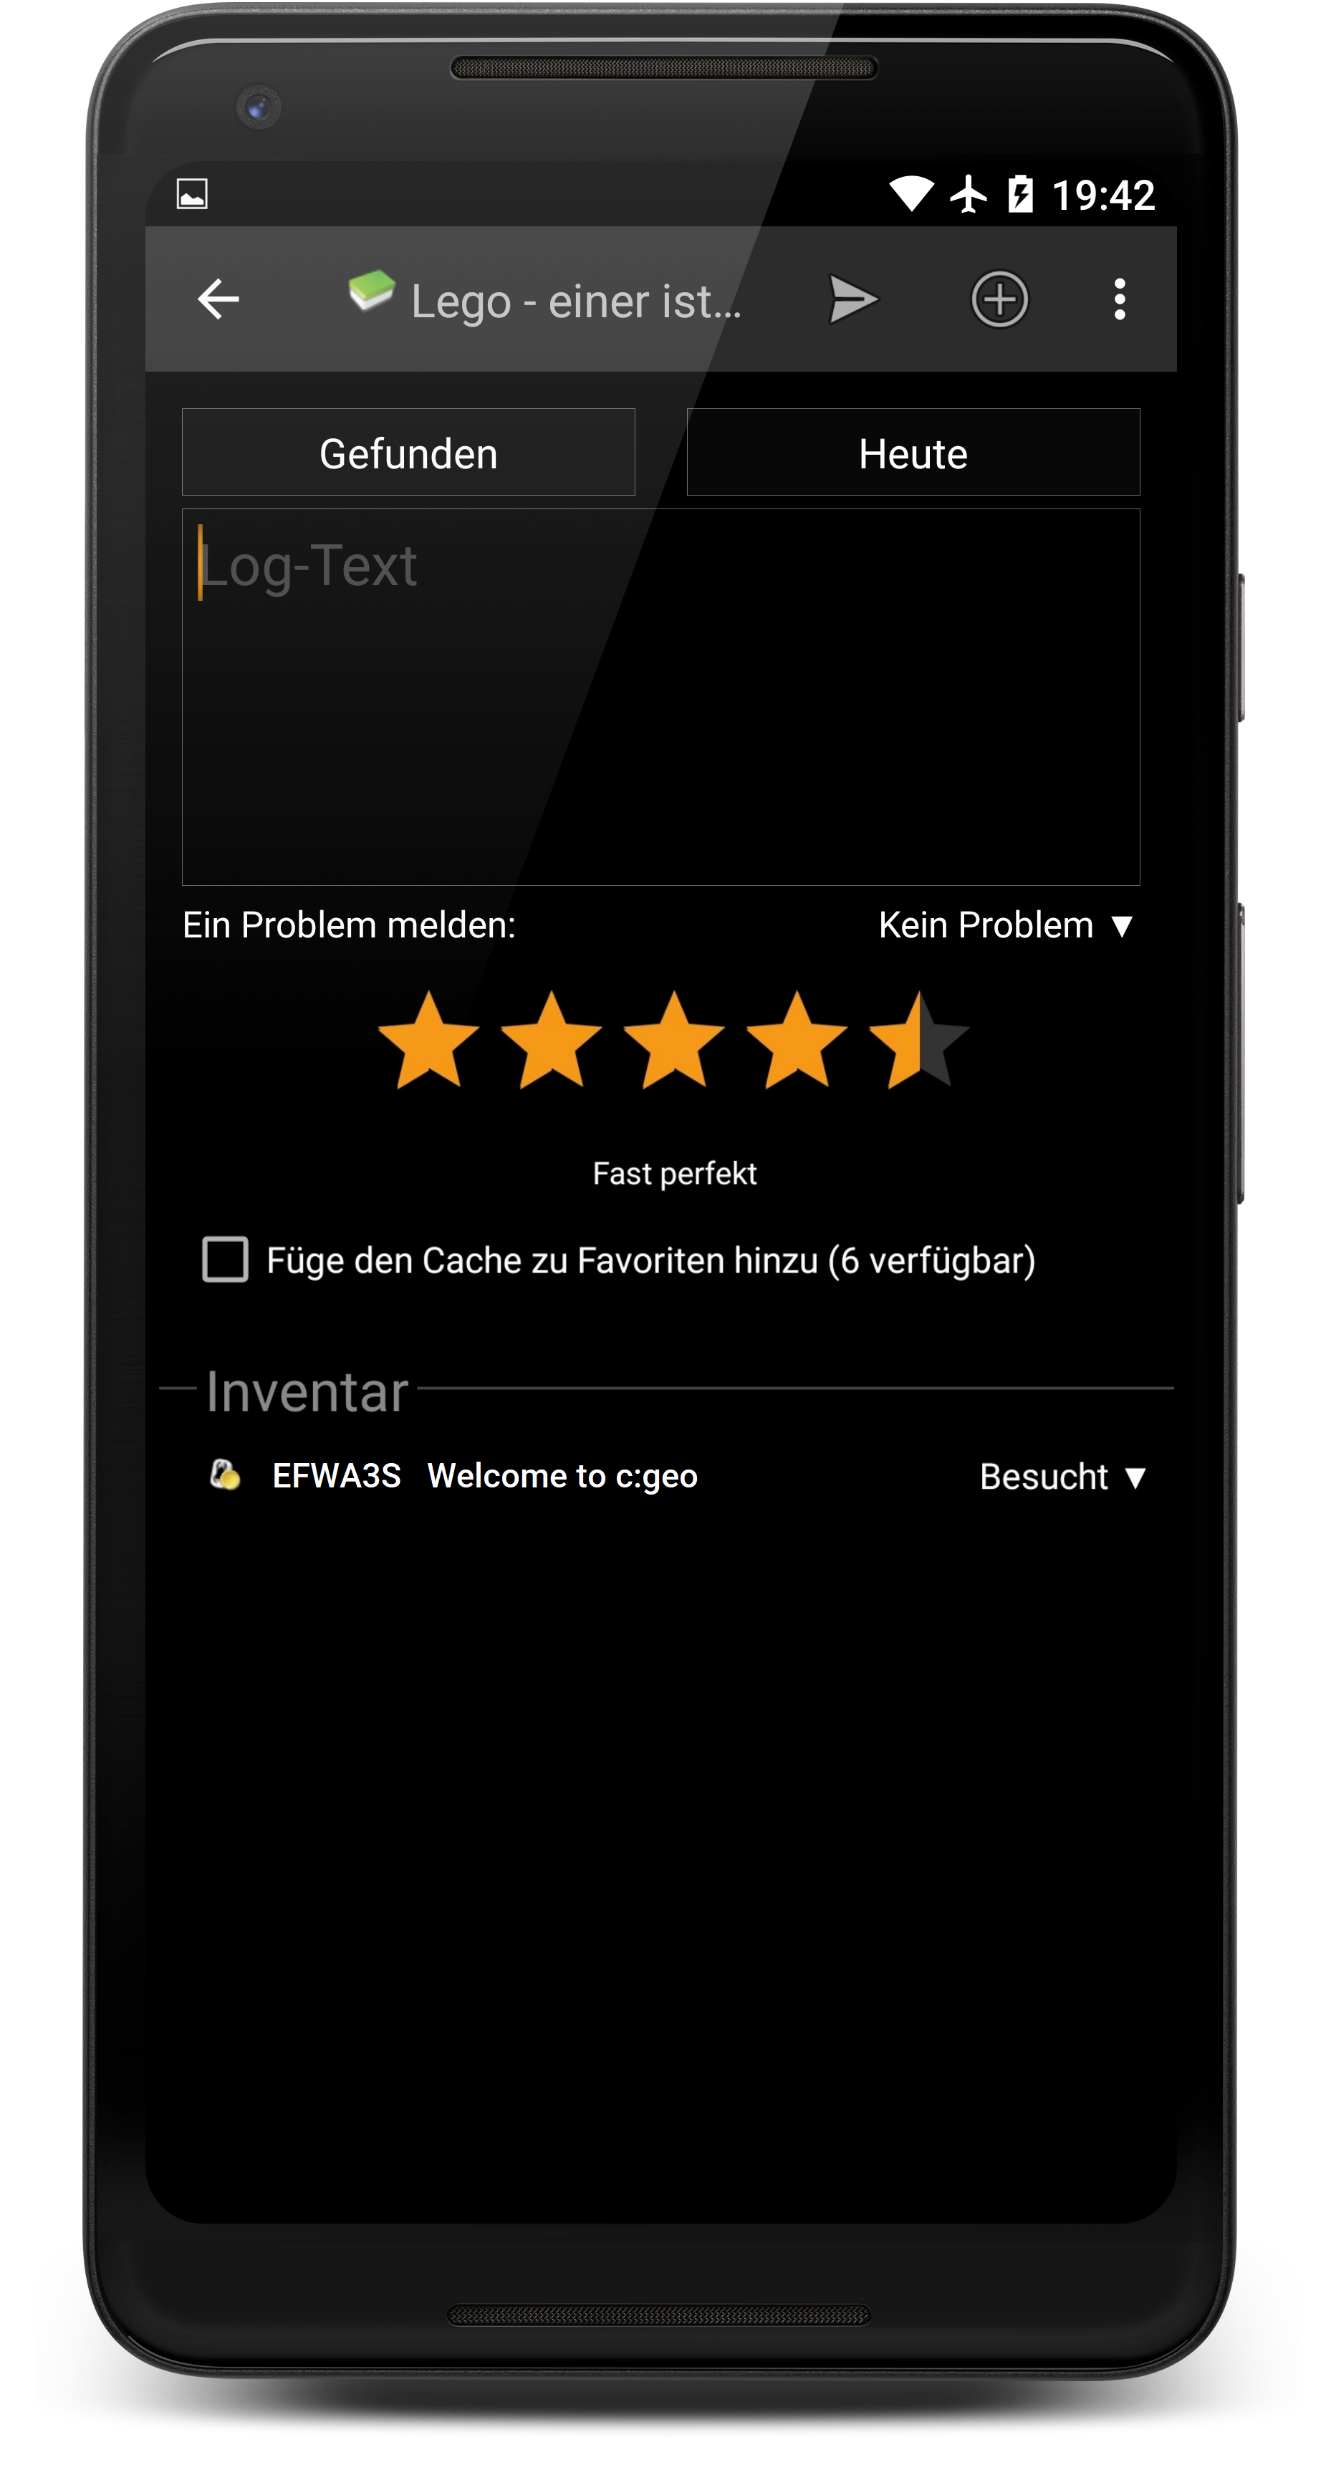 19:42
Lego - einer ist...
Gefunden
Heute
Log-Text
Ein Problem melden:
Kein Problem ▼
Fast perfekt
Füge den Cache zu Favoriten hinzu (6 verfügbar)
Inventar
EFWA3S Welcome to c:geo
Besucht ▼